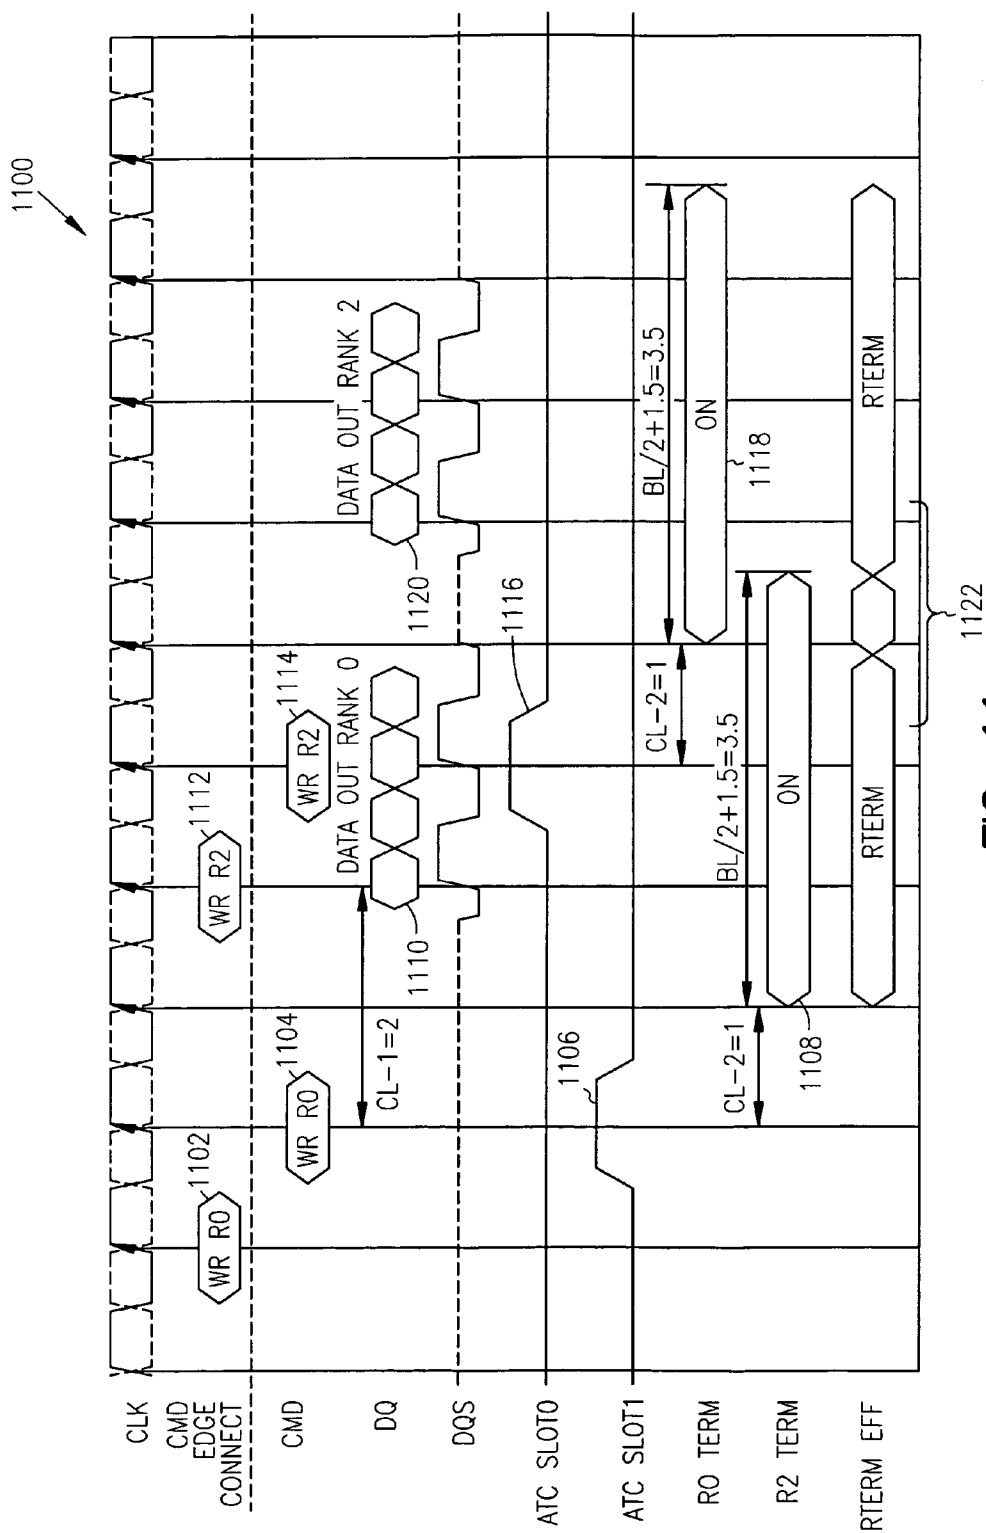 1100
CLK
CMD
EDGE
CONNECT
WR R0
1102
WR R2
1112
CMD
WR R0
1104
WR R2
1114
DQ
CL-1=2
1110
DATA OUT RANK 0
1120
DATA OUT RANK 2
DQS
ATC SLOT0
1116
ATC SLOT1
1106
R0 TERM
CL-2=1
BL/2+1.5=3.5
ON
1118
R2 TERM
CL-2=1
BL/2+1.5=3.5
ON
1108
RTERM EFF
RTERM
RTERM
1122